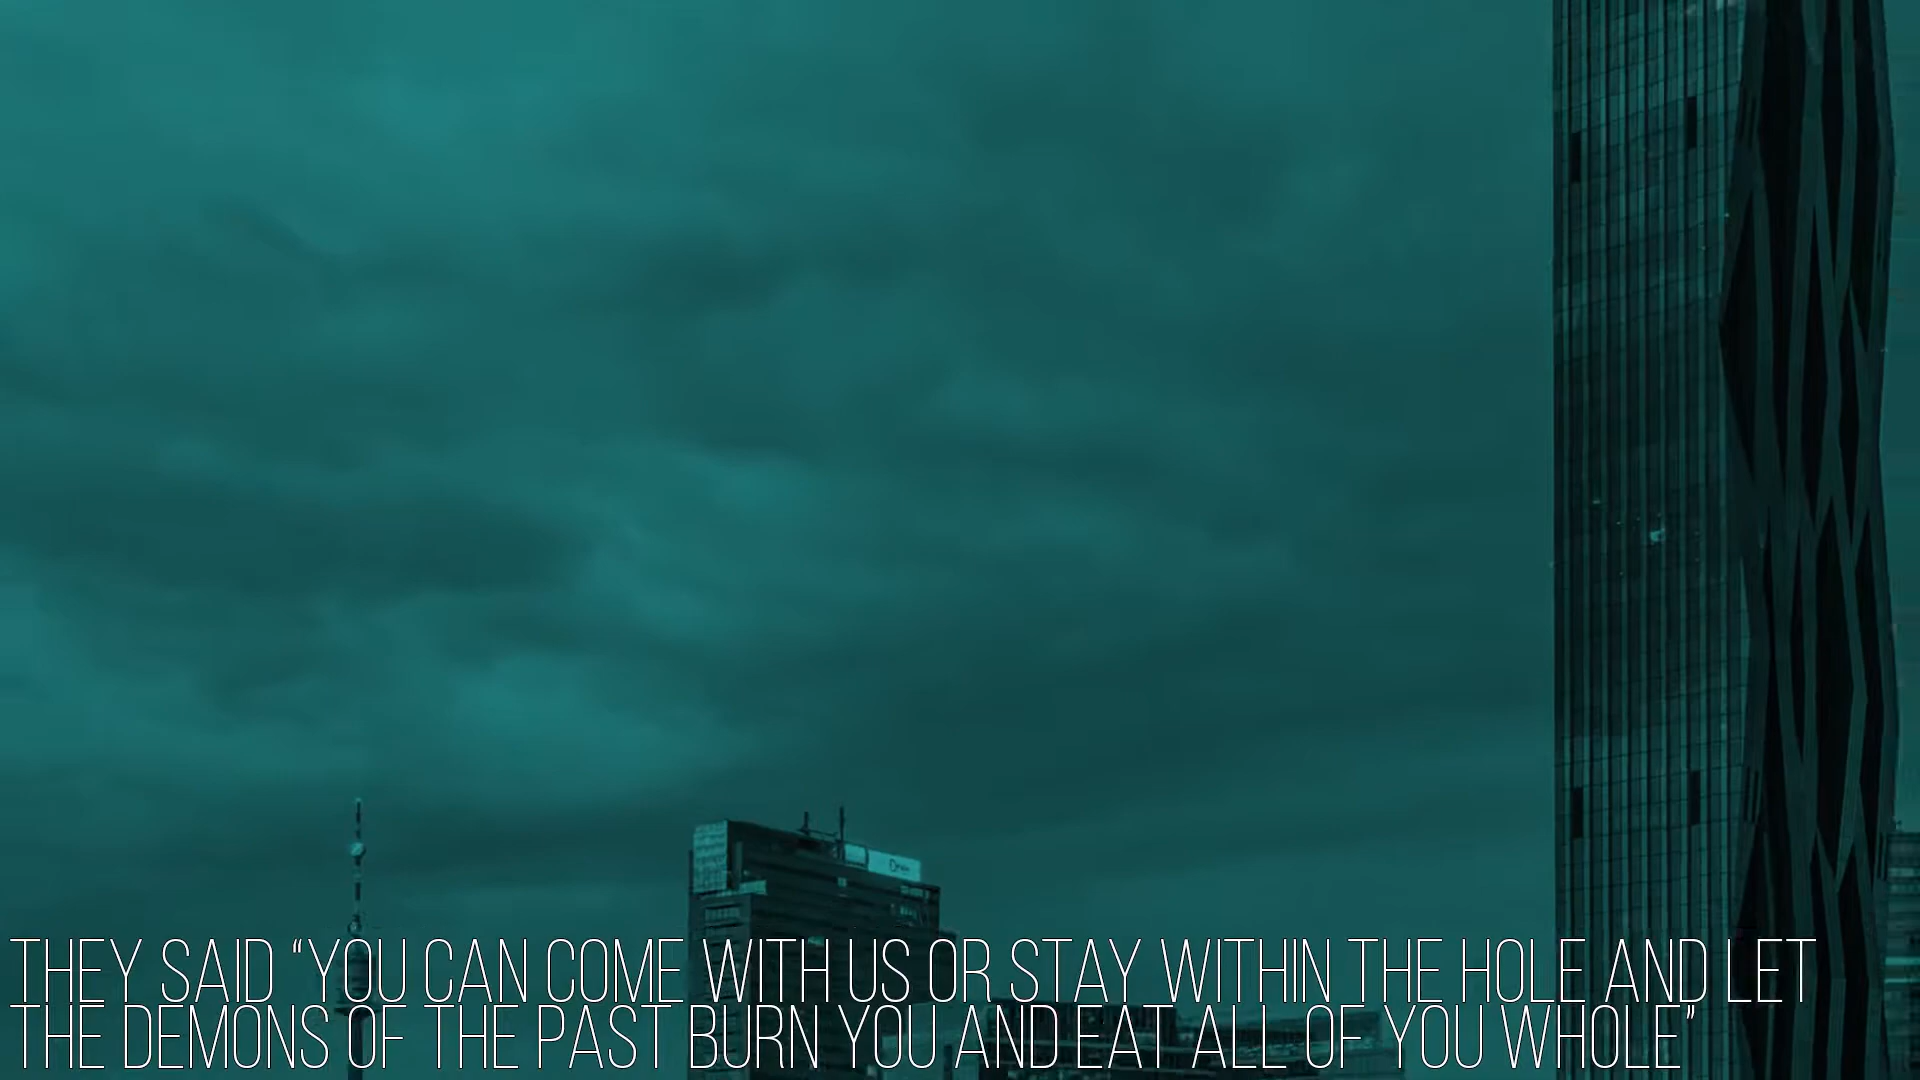 THEY SAID “YOU CAN COME WITH US OR STAY WITHIN THE HOLE AND LET
THE DEMONS OF THE PAST BURN YOU AND EAT ALL OF YOU WHOLE”